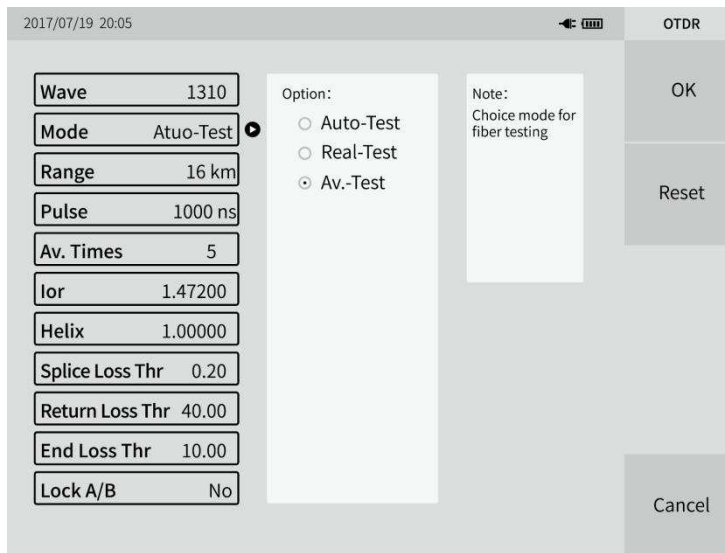 2017/07/19 20:05
OTDR
Wave 1310
Mode Atuo-Test
Range 16 km
Pulse 1000 ns
Av. Times 5
Ior 1.47200
Helix 1.00000
Splice Loss Thr 0.20
Return Loss Thr 40.00
End Loss Thr 10.00
Lock A/B No
Option:
Auto-Test
Real-Test
Av.-Test
Note:
Choice mode for
fiber testing
OK
Reset
Cancel